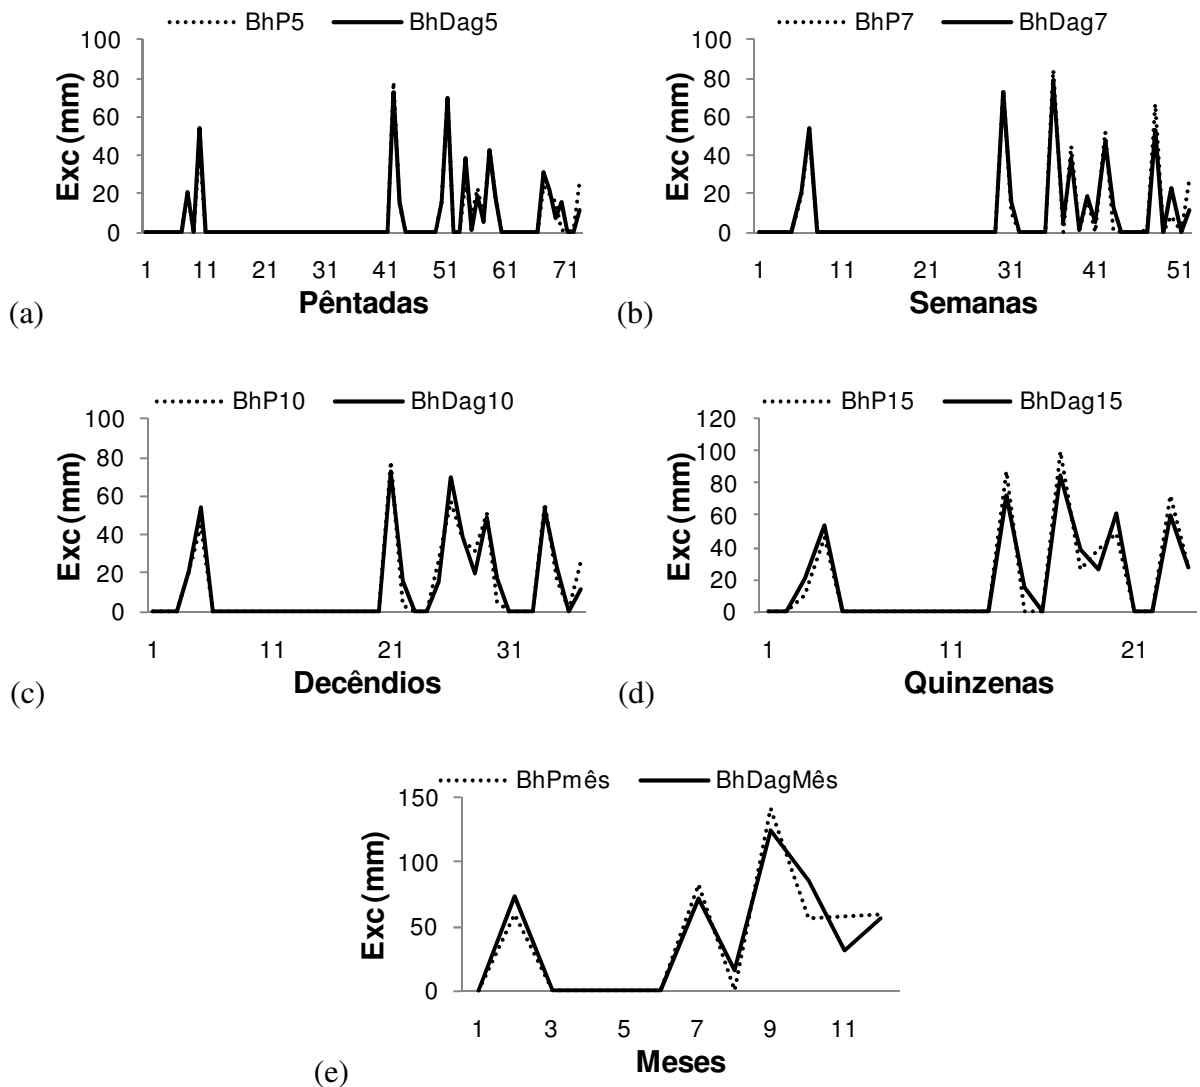 BhP5 BhDag5
100
80
60
40
20
0
Exc (mm)
1 11 21 31 41 51 61 71
Pêntadas
(a)
BhP7 BhDag7
100
80
60
40
20
0
Exc (mm)
1 11 21 31 41 51
Semanas
(b)
BhP10 BhDag10
100
80
60
40
20
0
Exc (mm)
1 11 21 31
Decêndios
(c)
BhP15 BhDag15
120
100
80
60
40
20
0
Exc (mm)
1 11 21
Quinzenas
(d)
BhPmês BhDagMês
150
100
50
0
Exc (mm)
1 3 5 7 9 11
Meses
(e)